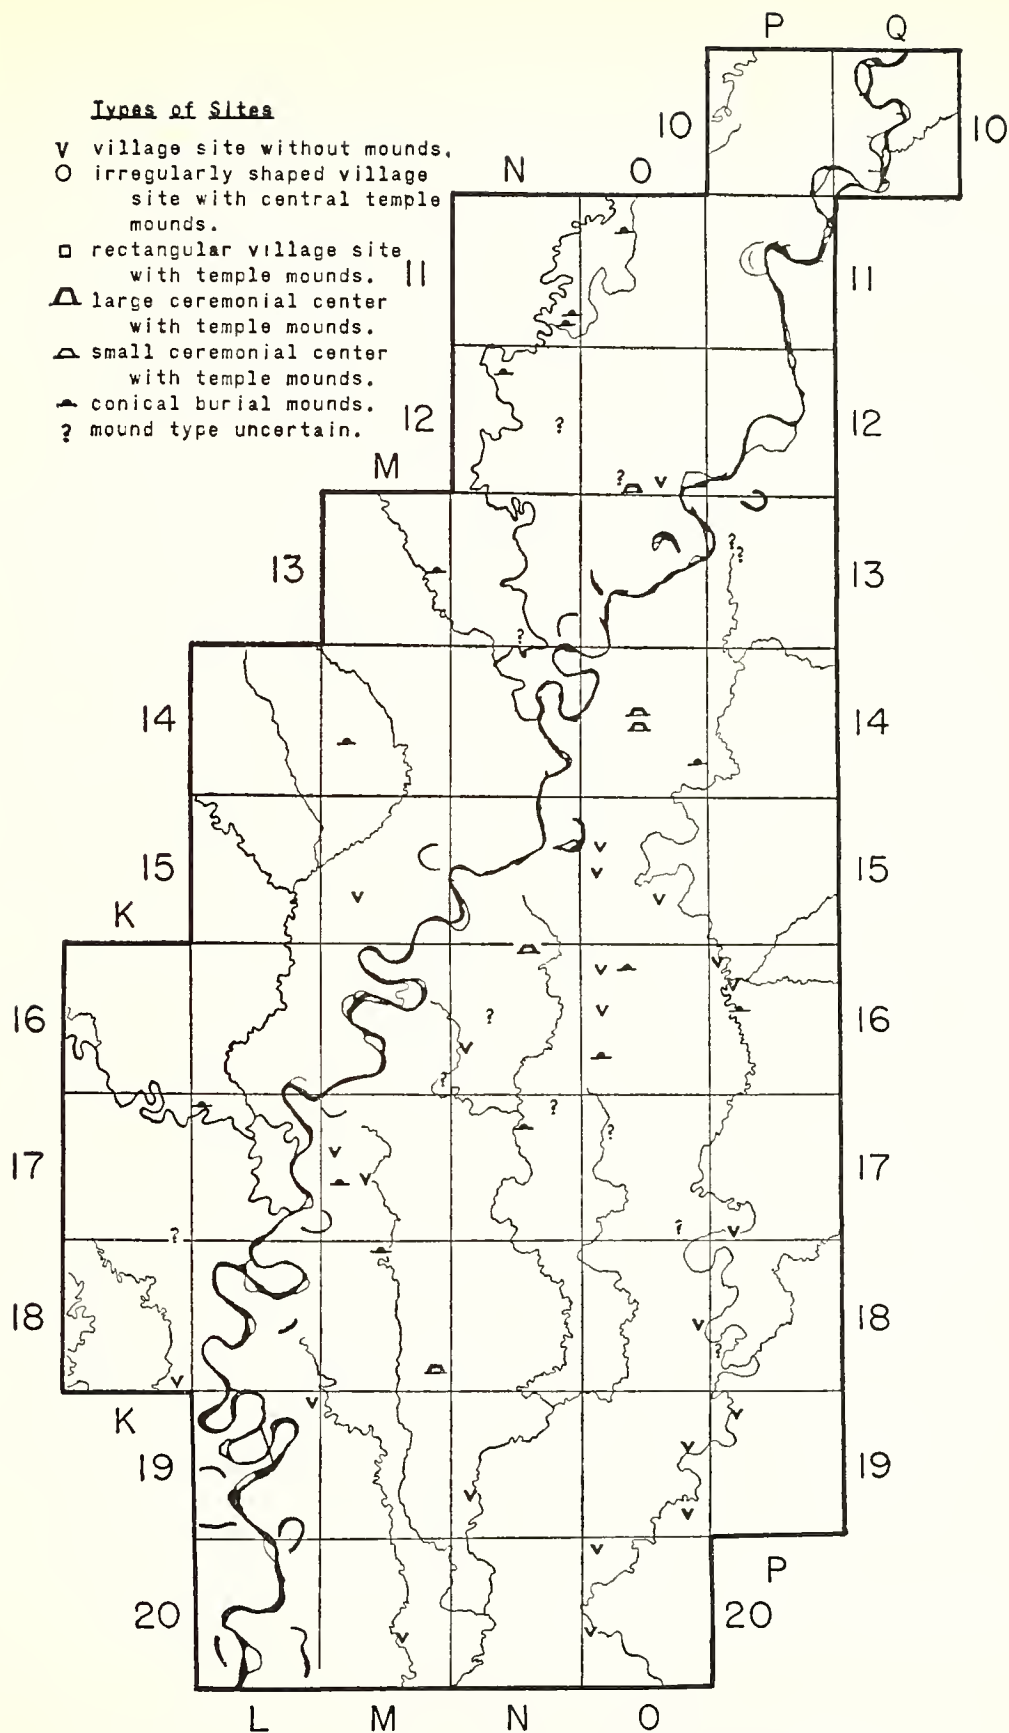 P Q
Types of Sites
V village site without mounds.
O irregularly shaped village
site with central temple
mounds.
rectangular village site
with temple mounds.
large ceremonial center
with temple mounds.
small ceremonial center
with temple mounds.
conical burial mounds.
? mound type uncertain.
10 10
N O
11 11
12 12
M
13 13
14 14
15 15
K
16 16
17 17
18 18
K
19 19
P
20 20
L M N O